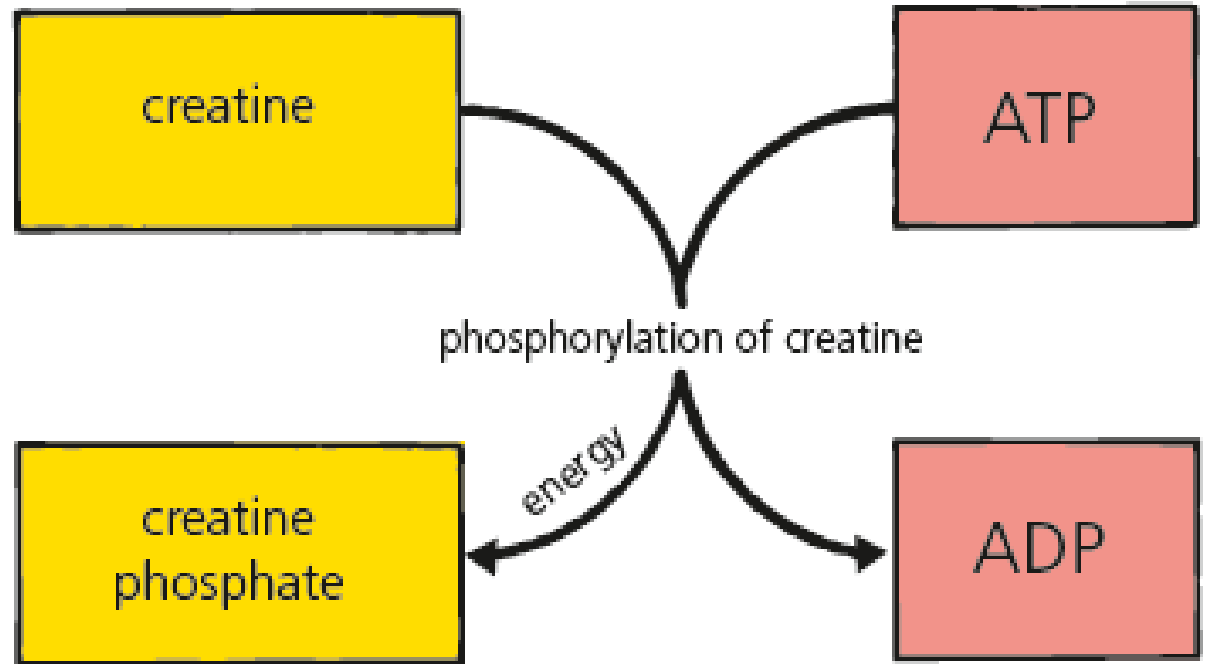 creatine
ATP
phosphorylation of creatine
energy
creatine
phosphate
ADP